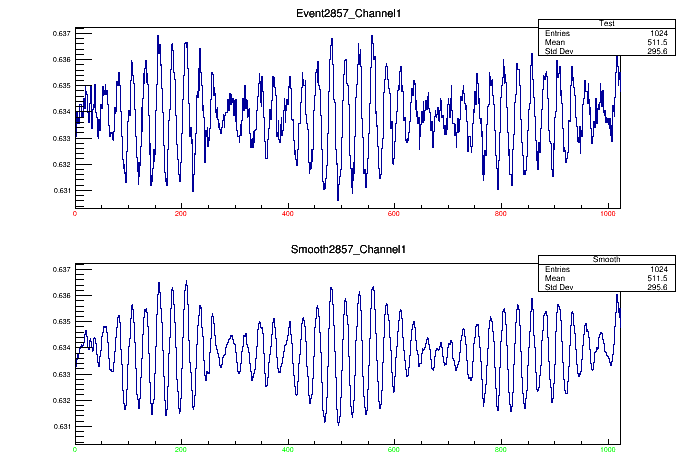 Event2857_Channel1
Test
Entries 1024
Mean 511.5
Std Dev 295.6
0.637
0.636
0.635
0.634
0.633
0.632
0.631
0 200 400 600 800 1000
Smooth2857_Channel1
Smooth
Entries 1024
Mean 511.5
Std Dev 295.6
0.637
0.636
0.635
0.634
0.633
0.632
0.631
0 200 400 600 800 1000